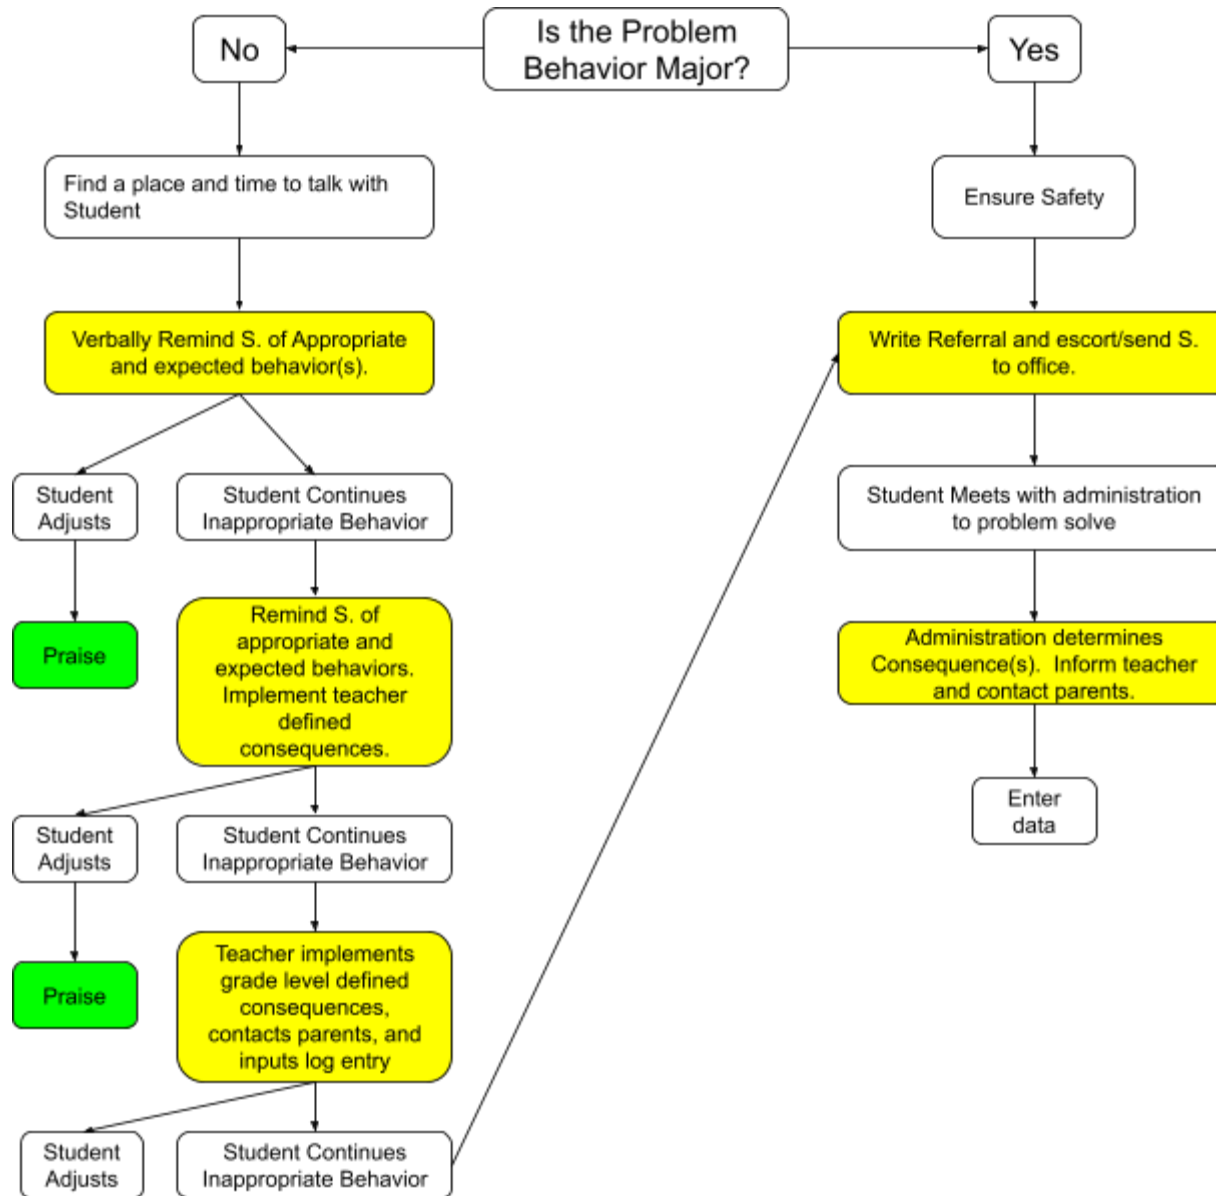 Is the Problem
Behavior Major?
No
Yes
Find a place and time to talk with
Student
Ensure Safety
Verbally Remind S. of Appropriate
and expected behavior(s).
Write Referral and escort/send S.
to office.
Student
Adjusts
Student Continues
Inappropriate Behavior
Student Meets with administration
to problem solve
Praise
Remind S. of
appropriate and
expected behaviors.
Implement teacher
defined
consequences.
Administration determines
Consequence(s).  Inform teacher
and contact parents.
Student
Adjusts
Student Continues
Inappropriate Behavior
Enter
data
Praise
Teacher implements
grade level defined
consequences,
contacts parents, and
inputs log entry
Student
Adjusts
Student Continues
Inappropriate Behavior